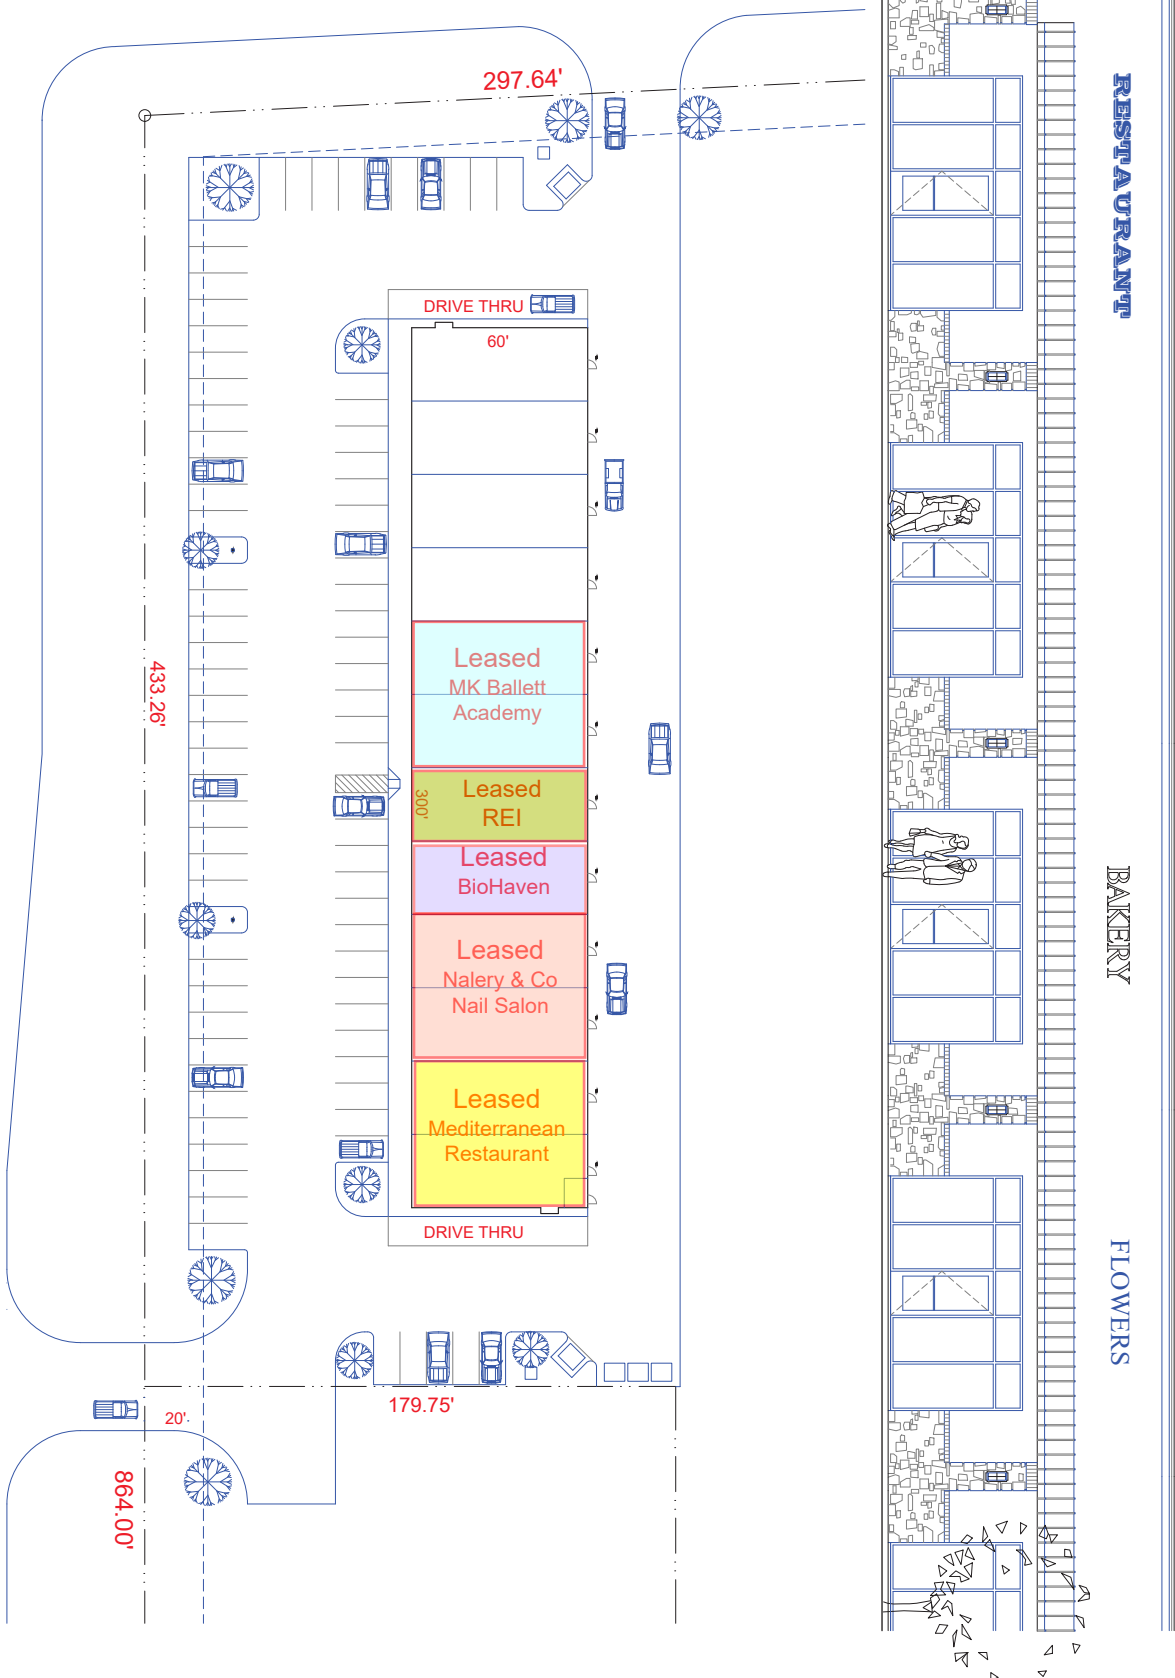 297.64'
RESTAURANT
DRIVE THRU
60'
433.26'
Leased
MK Ballett
Academy
Leased
REI
300'
Leased
BioHaven
BAKERY
Leased
Nalery & Co
Nail Salon
Leased
Mediterranean
Restaurant
DRIVE THRU
FLOWERS
179.75'
20'
864.00'